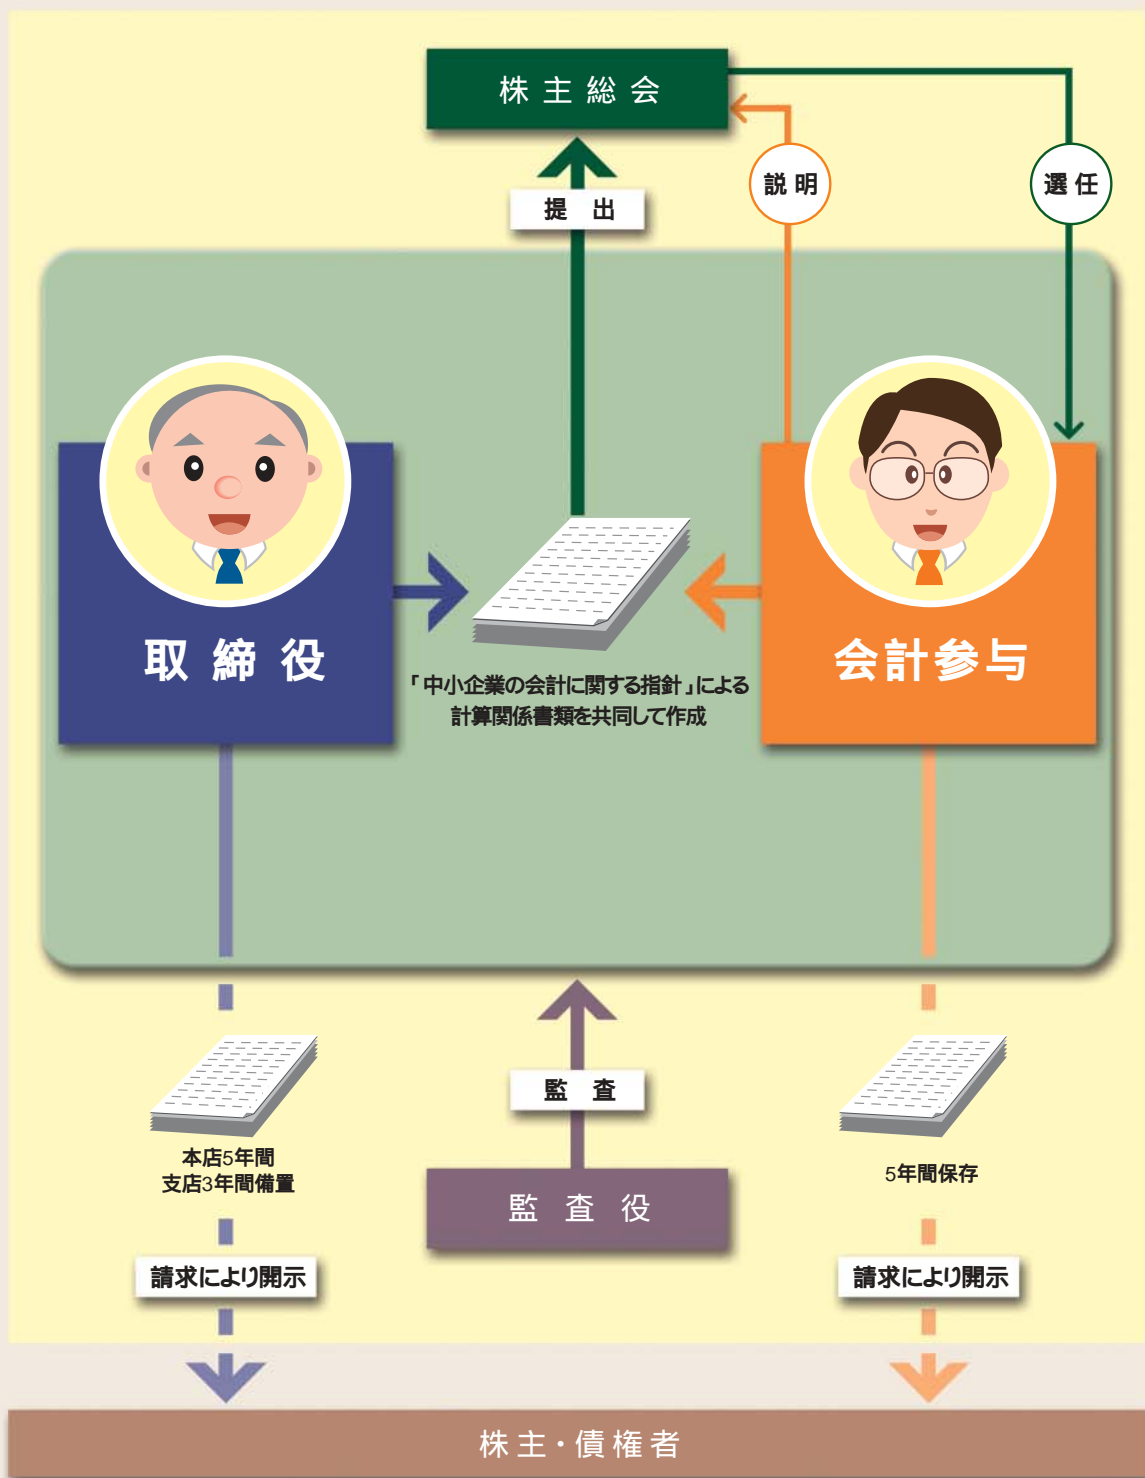 株主総会
説明
選任
提出
取締役
会計参与
「中小企業の会計に関する指針」による
計算関係書類を共同して作成
監査
本店5年間
支店3年間備置
5年間保存
監査役
請求により開示
請求により開示
株主・債権者